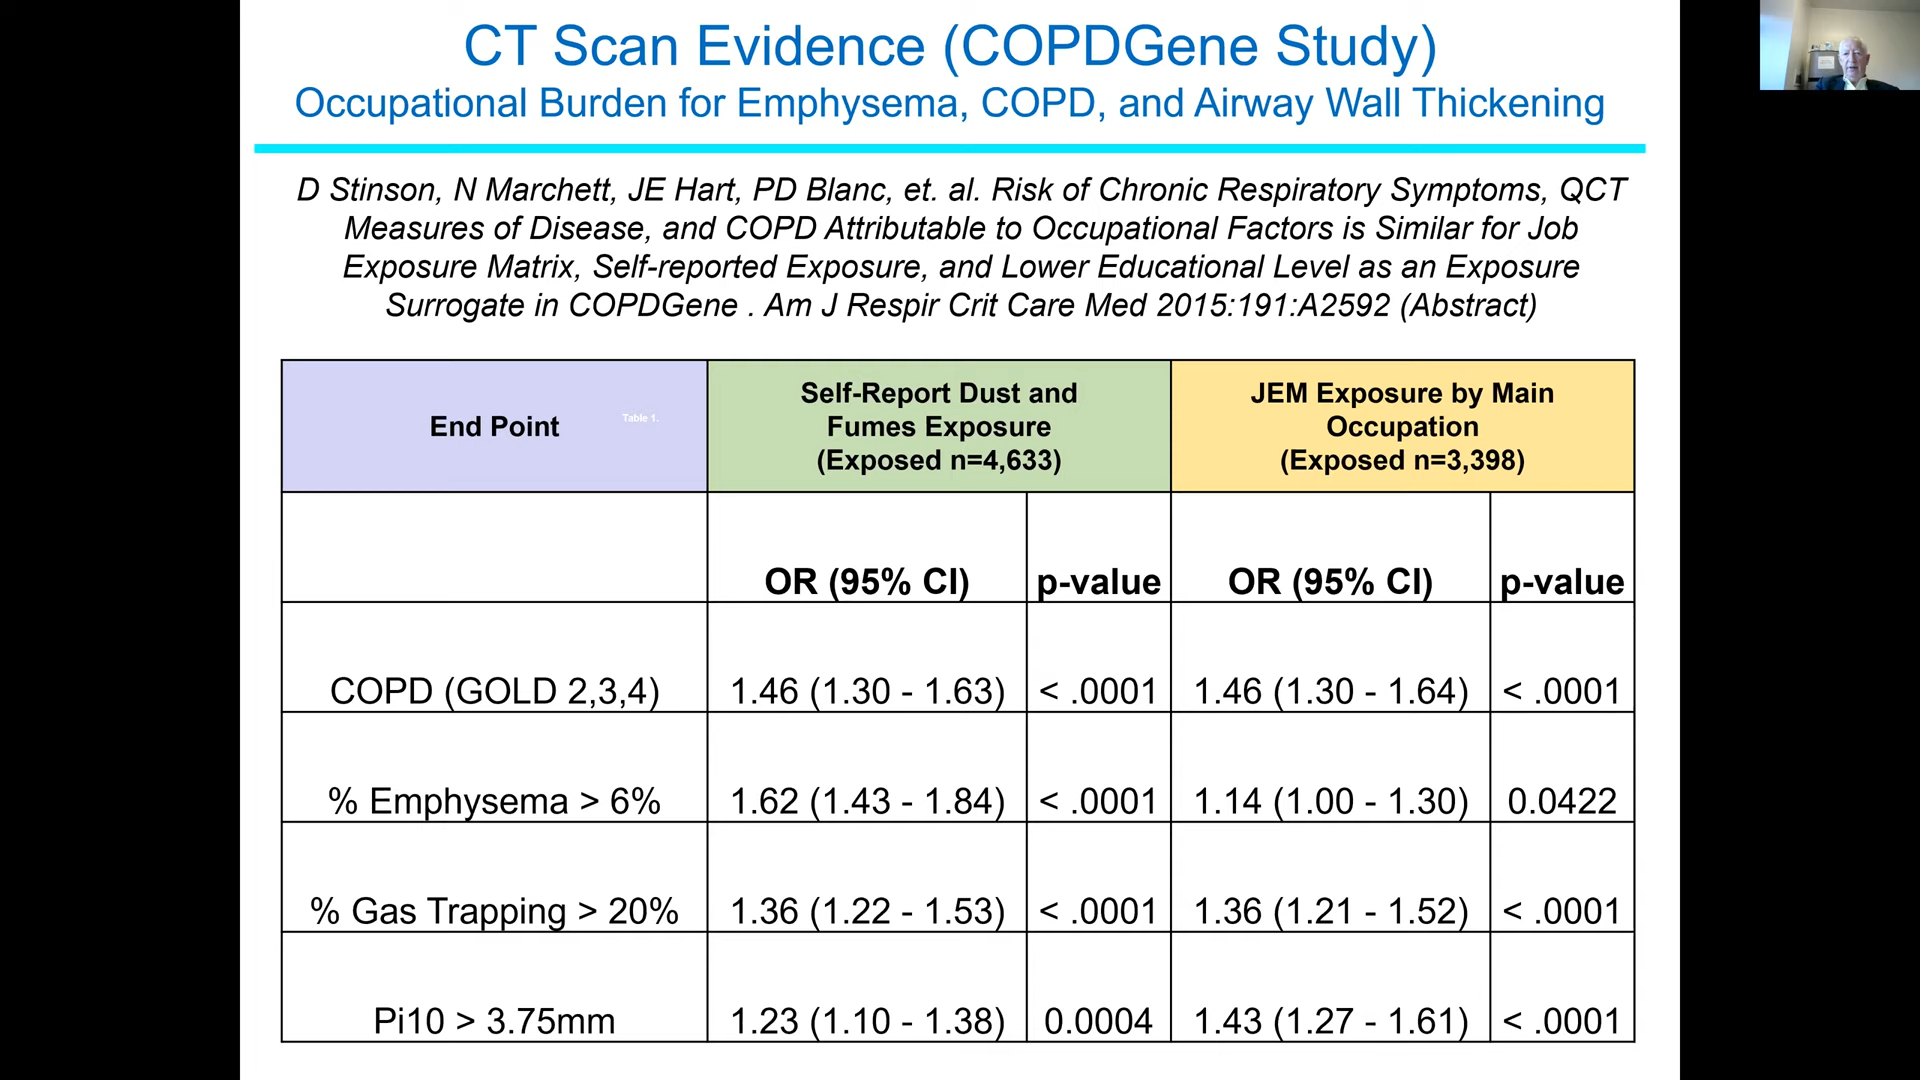 CT Scan Evidence (COPDGene Study)
Occupational Burden for Emphysema, COPD, and Airway Wall Thickening
D Stinson, N Marchett, JE Hart, PD Blanc, et. al. Risk of Chronic Respiratory Symptoms, QCT
Measures of Disease, and COPD Attributable to Occupational Factors is Similar for Job
Exposure Matrix, Self-reported Exposure, and Lower Educational Level as an Exposure
Surrogate in COPDGene . Am J Respir Crit Care Med 2015:191:A2592 (Abstract)
End Point Table 1. Self-Report Dust and Fumes Exposure (Exposed n=4,633) JEM Exposure by Main Occupation (Exposed n=3,398)
OR (95% CI) p-value OR (95% CI) p-value
COPD (GOLD 2,3,4) 1.46 (1.30 - 1.63) < .0001 1.46 (1.30 - 1.64) < .0001
% Emphysema > 6% 1.62 (1.43 - 1.84) < .0001 1.14 (1.00 - 1.30) 0.0422
% Gas Trapping > 20% 1.36 (1.22 - 1.53) < .0001 1.36 (1.21 - 1.52) < .0001
Pi10 > 3.75mm 1.23 (1.10 - 1.38) 0.0004 1.43 (1.27 - 1.61) < .0001